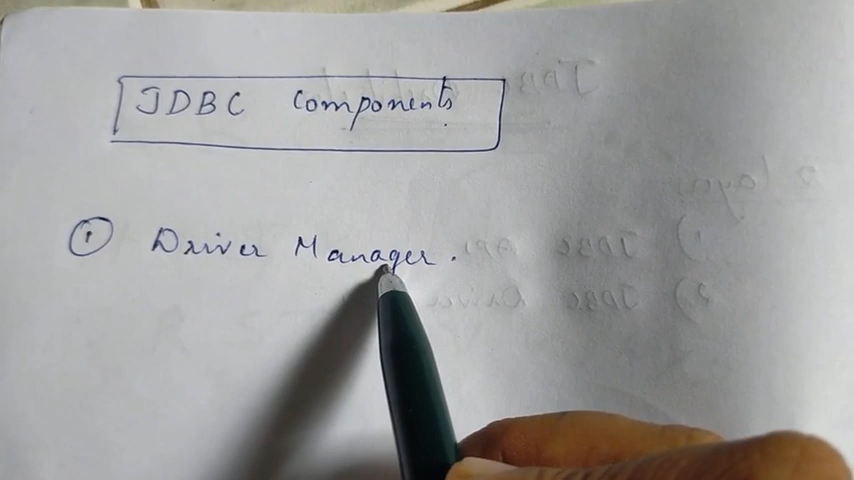 JDBC Components
① Driver Manager.